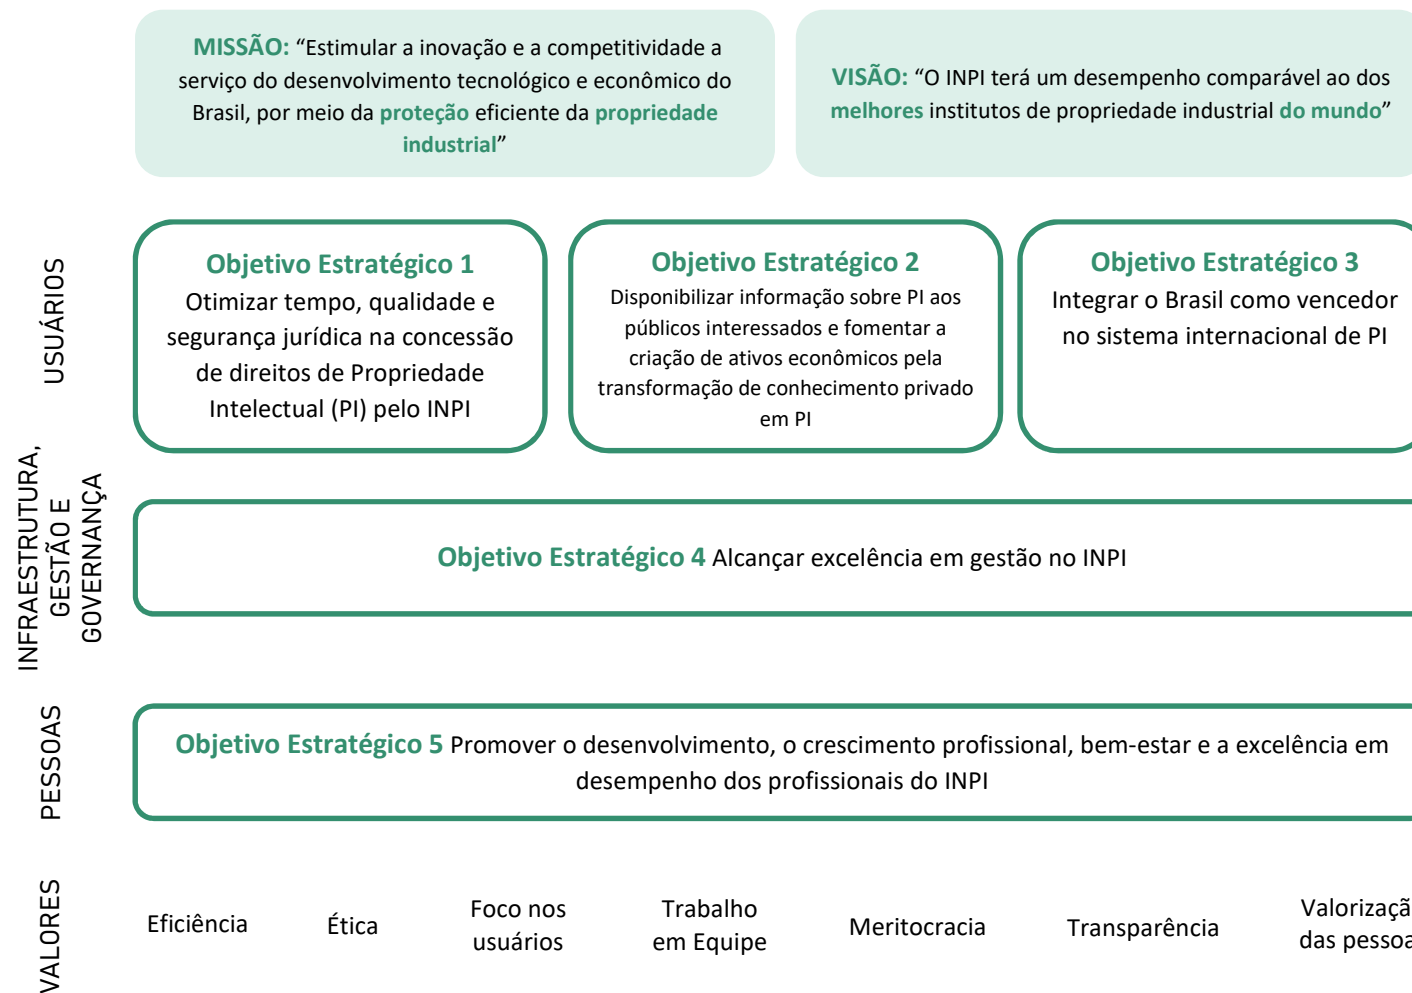 MISSÃO: “Estimular a inovação e a competitividade a
serviço do desenvolvimento tecnológico e econômico do
Brasil, por meio da proteção eficiente da propriedade
industrial”
VISÃO: “O INPI terá um desempenho comparável ao dos
melhores institutos de propriedade industrial do mundo”
USUÁRIOS
Objetivo Estratégico 1
Otimizar tempo, qualidade e
segurança jurídica na concessão
de direitos de Propriedade
Intelectual (PI) pelo INPI
Objetivo Estratégico 2
Disponibilizar informação sobre PI aos
públicos interessados e fomentar a
criação de ativos econômicos pela
transformação de conhecimento privado
em PI
Objetivo Estratégico 3
Integrar o Brasil como vencedor
no sistema internacional de PI
INFRAESTRUTURA,
GESTÃO E
GOVERNANÇA
Objetivo Estratégico 4 Alcançar excelência em gestão no INPI
PESSOAS
Objetivo Estratégico 5 Promover o desenvolvimento, o crescimento profissional, bem-estar e a excelência em
desempenho dos profissionais do INPI
VALORES
Eficiência
Ética
Foco nos
usuários
Trabalho
em Equipe
Meritocracia
Transparência
Valorizaçã
das pessoa